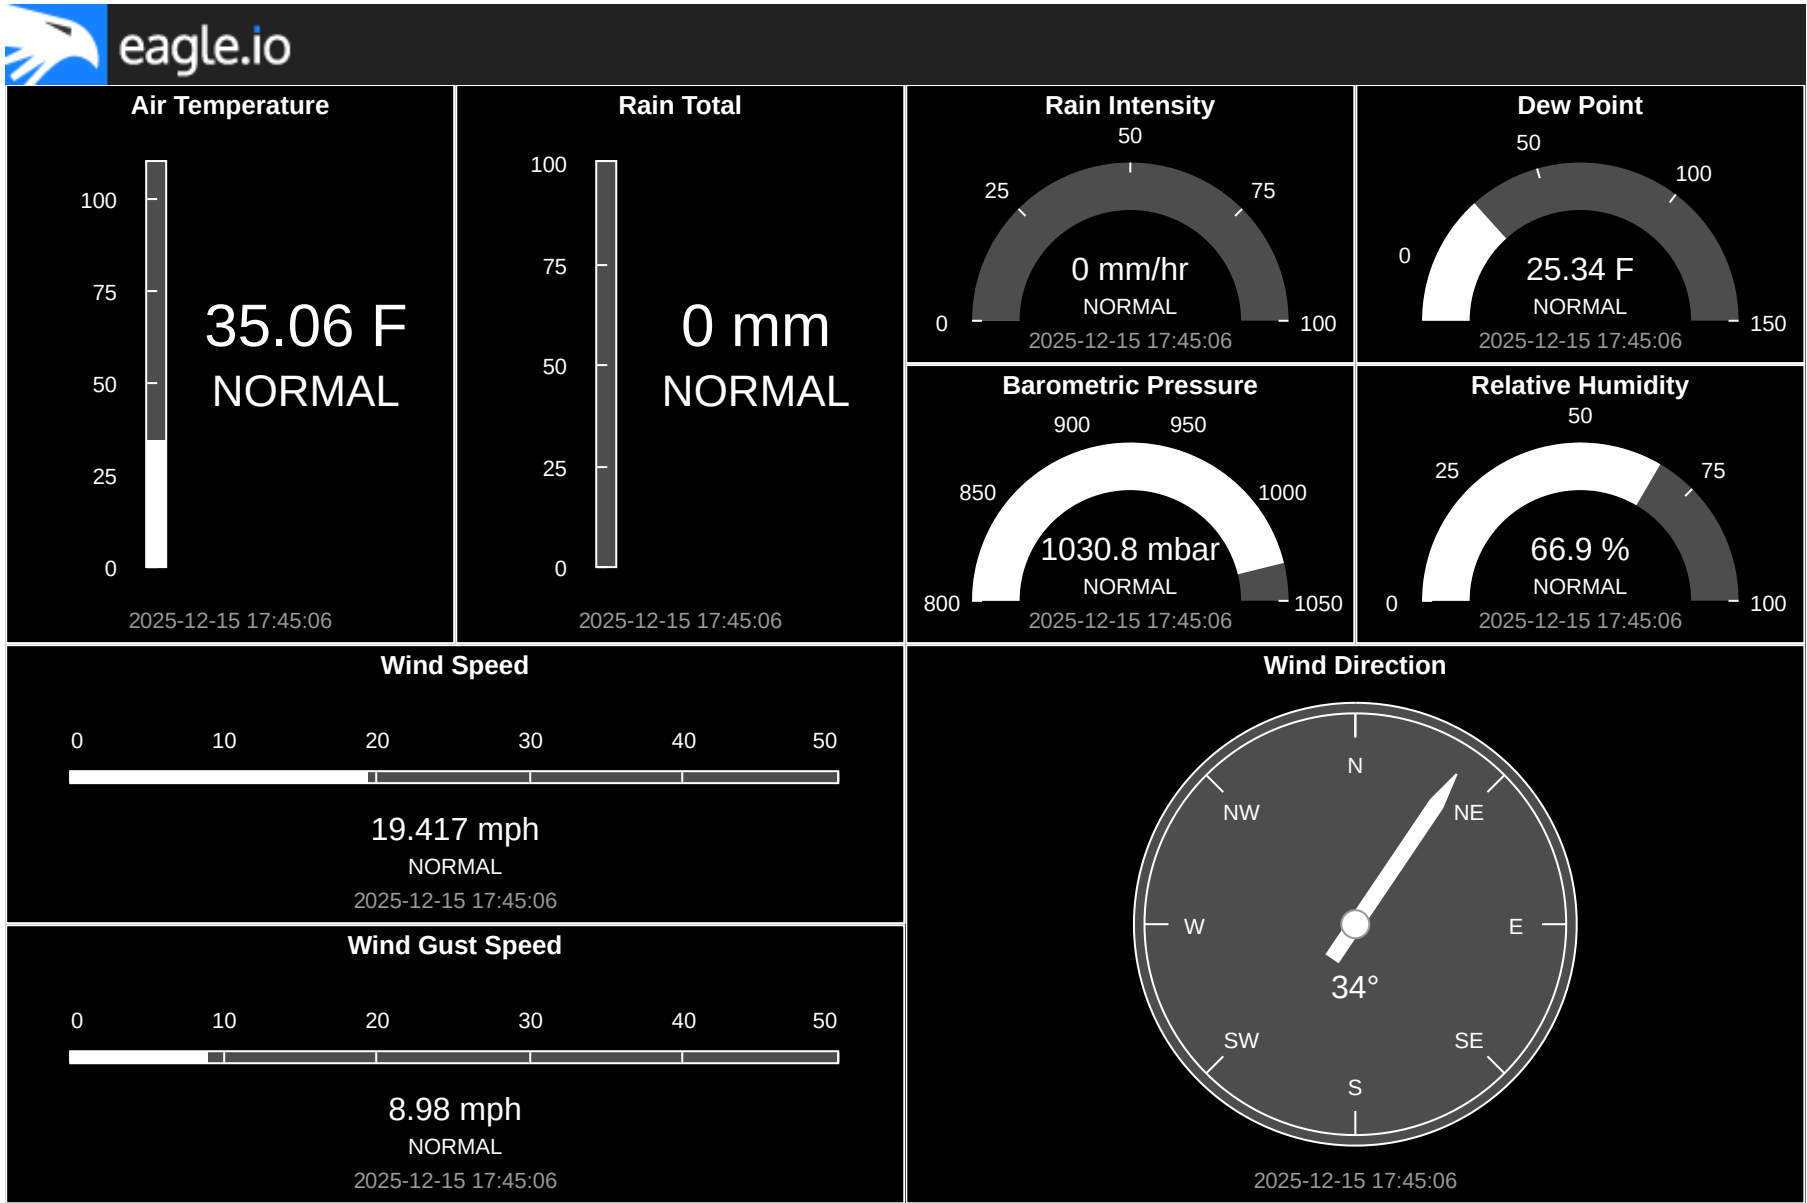 eagle.io
Air Temperature
100
75
50
25
0
35.06 F
NORMAL
2025-12-15 17:45:06
Rain Total
100
75
50
25
0
0 mm
NORMAL
2025-12-15 17:45:06
Rain Intensity
50
25
75
0
100
0 mm/hr
NORMAL
2025-12-15 17:45:06
Dew Point
50
100
0
150
25.34 F
NORMAL
2025-12-15 17:45:06
Barometric Pressure
900
950
850
1000
800
1050
1030.8 mbar
NORMAL
2025-12-15 17:45:06
Relative Humidity
50
25
75
0
100
66.9 %
NORMAL
2025-12-15 17:45:06
Wind Speed
0 10 20 30 40 50
19.417 mph
NORMAL
2025-12-15 17:45:06
Wind Gust Speed
0 10 20 30 40 50
8.98 mph
NORMAL
2025-12-15 17:45:06
Wind Direction
N
NW
NE
W
E
34°
SW
SE
S
2025-12-15 17:45:06